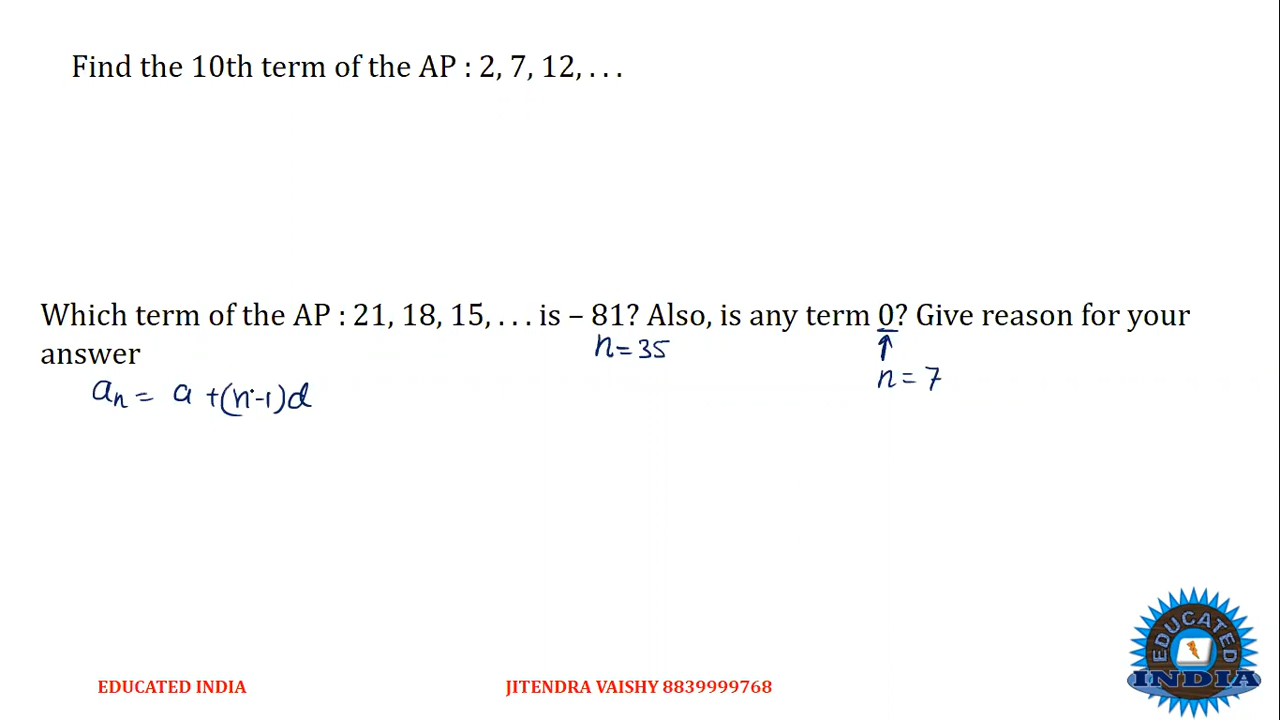 Find the 10th term of the AP : 2, 7, 12, . . .
Which term of the AP : 21, 18, 15, . . . is – 81? Also, is any term 0? Give reason for your
answer
n = 35
n = 7
an = a +(n-1)d
EDUCATED INDIA
JITENDRA VAISHY 8839999768
EDUCATED
INDIA